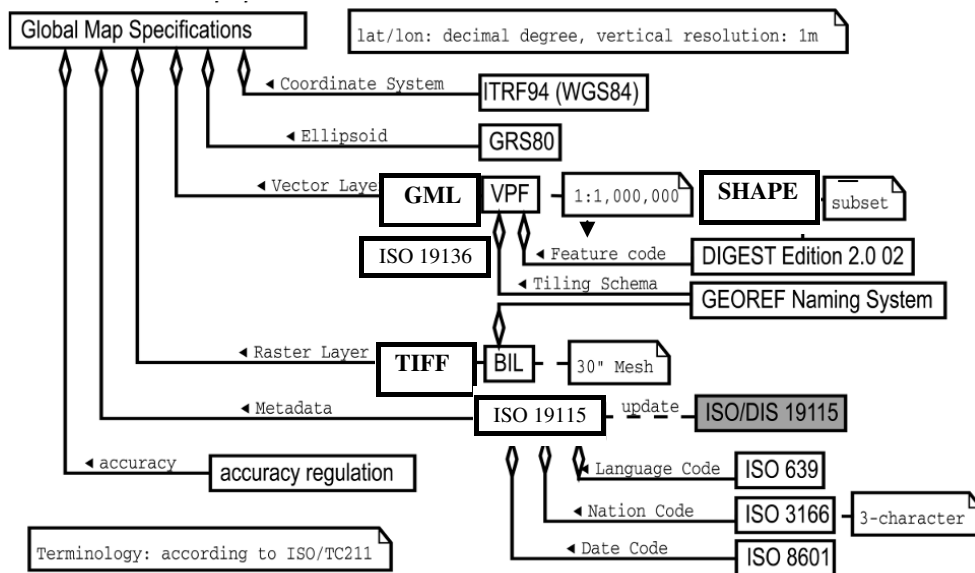 Global Map Specifications
lat/lon: decimal degree, vertical resolution: 1m
Coordinate System
ITRF94 (WGS84)
Ellipsoid
GRS80
Vector Laye
GML
VPF
1:1,000,000
SHAPE
subset
ISO 19136
Feature code
DIGEST Edition 2.0 02
Tiling Schema
GEOREF Naming System
Raster Layer
TIFF
BIL
30" Mesh
Metadata
ISO 19115
update
ISO/DIS 19115
accuracy
accuracy regulation
Language Code
ISO 639
Nation Code
ISO 3166
3-character
Date Code
ISO 8601
Terminology: according to ISO/TC211